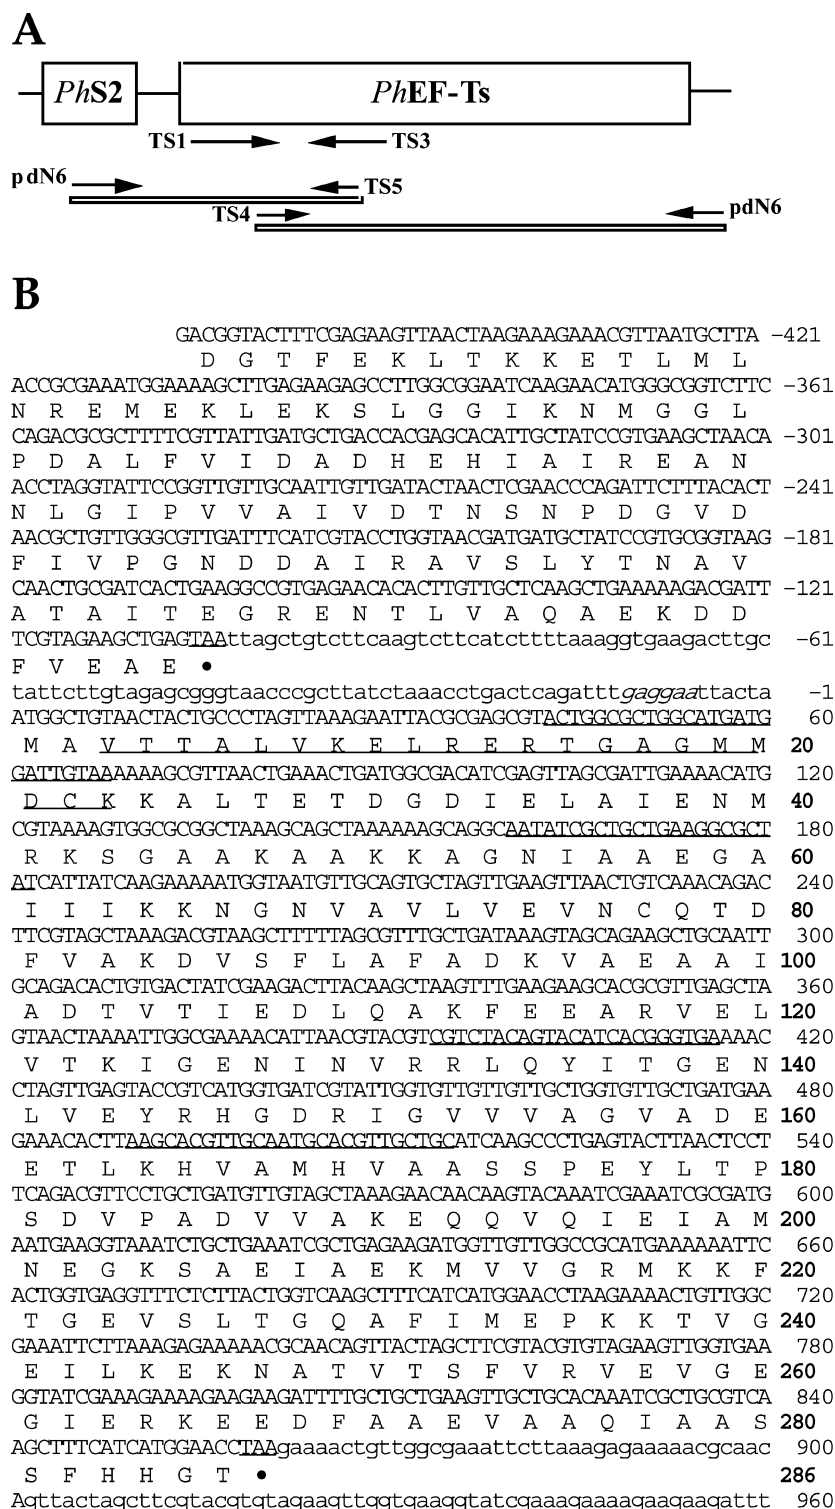 A
PhS2 PhEF-Ts
TS1 TS3
pdN6 TS5
TS4 pdN6
B
GACGGTACTTTCGAGAAGTTAACTAAGAAAGAAACGTTAATGCTTA −421
D G T F E K L T K K E T L M L
ACCGCGAAATGGAAAAGCTTGAGAAGAGCCTTGGCGGAATCAAGAACATGGGCGGTCTTC −361
N R E M E K L E K S L G G I K N M G G L
CAGACGCGCTTTTCGTTATTGATGCTGACCACGAGCACATTGCTATCCGTGAAGCTAACA −301
P D A L F V I D A D H E H I A I R E A N
ACCTAGGTATTCCGGTTGTTGCAATTGTTGATACTAACTCGAACCCAGATTCTTTACACT −241
N L G I P V V A I V D T N S N P D G V D
AACGCTGTTGGGCGTTGATTTCATCGTACCTGGTAACGATGATGCTATCCGTGCGGTAAG −181
F I V P G N D D A I R A V S L Y T N A V
CAACTGCGATCACTGAAGGCCGTGAGAACACACTTGTTGCTCAAGCTGAAAAAGACGATT −121
A T A I T E G R E N T L V A Q A E K D D
TCGTAGAAGCTGAGTAAttagctgtcttcaagtcttcatcttttaaaggtgaagacttgc −61
F V E A E •
tattcttgtagagcgggtaacccgcttatctaaacctgactcagatttgaggaattacta −1
ATGGCTGTAACTACTGCCCTAGTTAAAGAATTACGCGAGCGTACTGGCGCTGGCATGATG 60
M A V T T A L V K E L R E R T G A G M M 20
GATTGTAAAAAAGCGTTAACTGAAACTGATGGCGACATCGAGTTAGCGATTGAAAACATG 120
D C K K A L T E T D G D I E L A I E N M 40
CGTAAAAGTGGCGCGGCTAAAGCAGCTAAAAAAGCAGGCAATATCGCTGCTGAAGGCGCT 180
R K S G A A K A A K K A G N I A A E G A 60
ATCATTATCAAGAAAAATGGTAATGTTGCAGTGCTAGTTGAAGTTAACTGTCAAACAGAC 240
I I I K K N G N V A V L V E V N C Q T D 80
TTCGTAGCTAAAGACGTAAGCTTTTTAGCGTTTGCTGATAAAGTAGCAGAAGCTGCAATT 300
F V A K D V S F L A F A D K V A E A A I 100
GCAGACACTGTGACTATCGAAGACTTACAAGCTAAGTTTGAAGAAGCACGCGTTGAGCTA 360
A D T V T I E D L Q A K F E E A R V E L 120
GTAACTAAAATTGGCGAAAACATTAACGTACGTCGTCTACAGTACATCACGGGTGAAAAC 420
V T K I G E N I N V R R L Q Y I T G E N 140
CTAGTTGAGTACCGTCATGGTGATCGTATTGGTGTTGTTGTTGCTGGTGTTGCTGATGAA 480
L V E Y R H G D R I G V V V A G V A D E 160
GAAACACTTAAGCACGTTGCAATGCACGTTGCTGCATCAAGCCCTGAGTACTTAACTCCT 540
E T L K H V A M H V A A S S P E Y L T P 180
TCAGACGTTCCTGCTGATGTTGTAGCTAAAGAACAACAAGTACAAATCGAAATCGCGATG 600
S D V P A D V V A K E Q Q V Q I E I A M 200
AATGAAGGTAAATCTGCTGAAATCGCTGAGAAGATGGTTGTTGGCCGCATGAAAAAATTC 660
N E G K S A E I A E K M V V G R M K K F 220
ACTGGTGAGGTTTCTCTTACTGGTCAAGCTTTCATCATGGAACCTAAGAAAACTGTTGGC 720
T G E V S L T G Q A F I M E P K K T V G 240
GAAATTCTTAAAGAGAAAAACGCAACAGTTACTAGCTTCGTACGTGTAGAAGTTGGTGAA 780
E I L K E K N A T V T S F V R V E V G E 260
GGTATCGAAAGAAAAGAAGAAGATTTTGCTGCTGAAGTTGCTGCACAAATCGCTGCGTCA 840
G I E R K E E D F A A E V A A Q I A A S 280
AGCTTTCATCATGGAACCTAAgaaaactgttggcgaaattcttaaagagaaaaacgcaac 900
S F H H G T • 286
Agttactagcttcgtacgtgtagaagttggtgaaggtatcgaaagaaaagaagaagattt 960